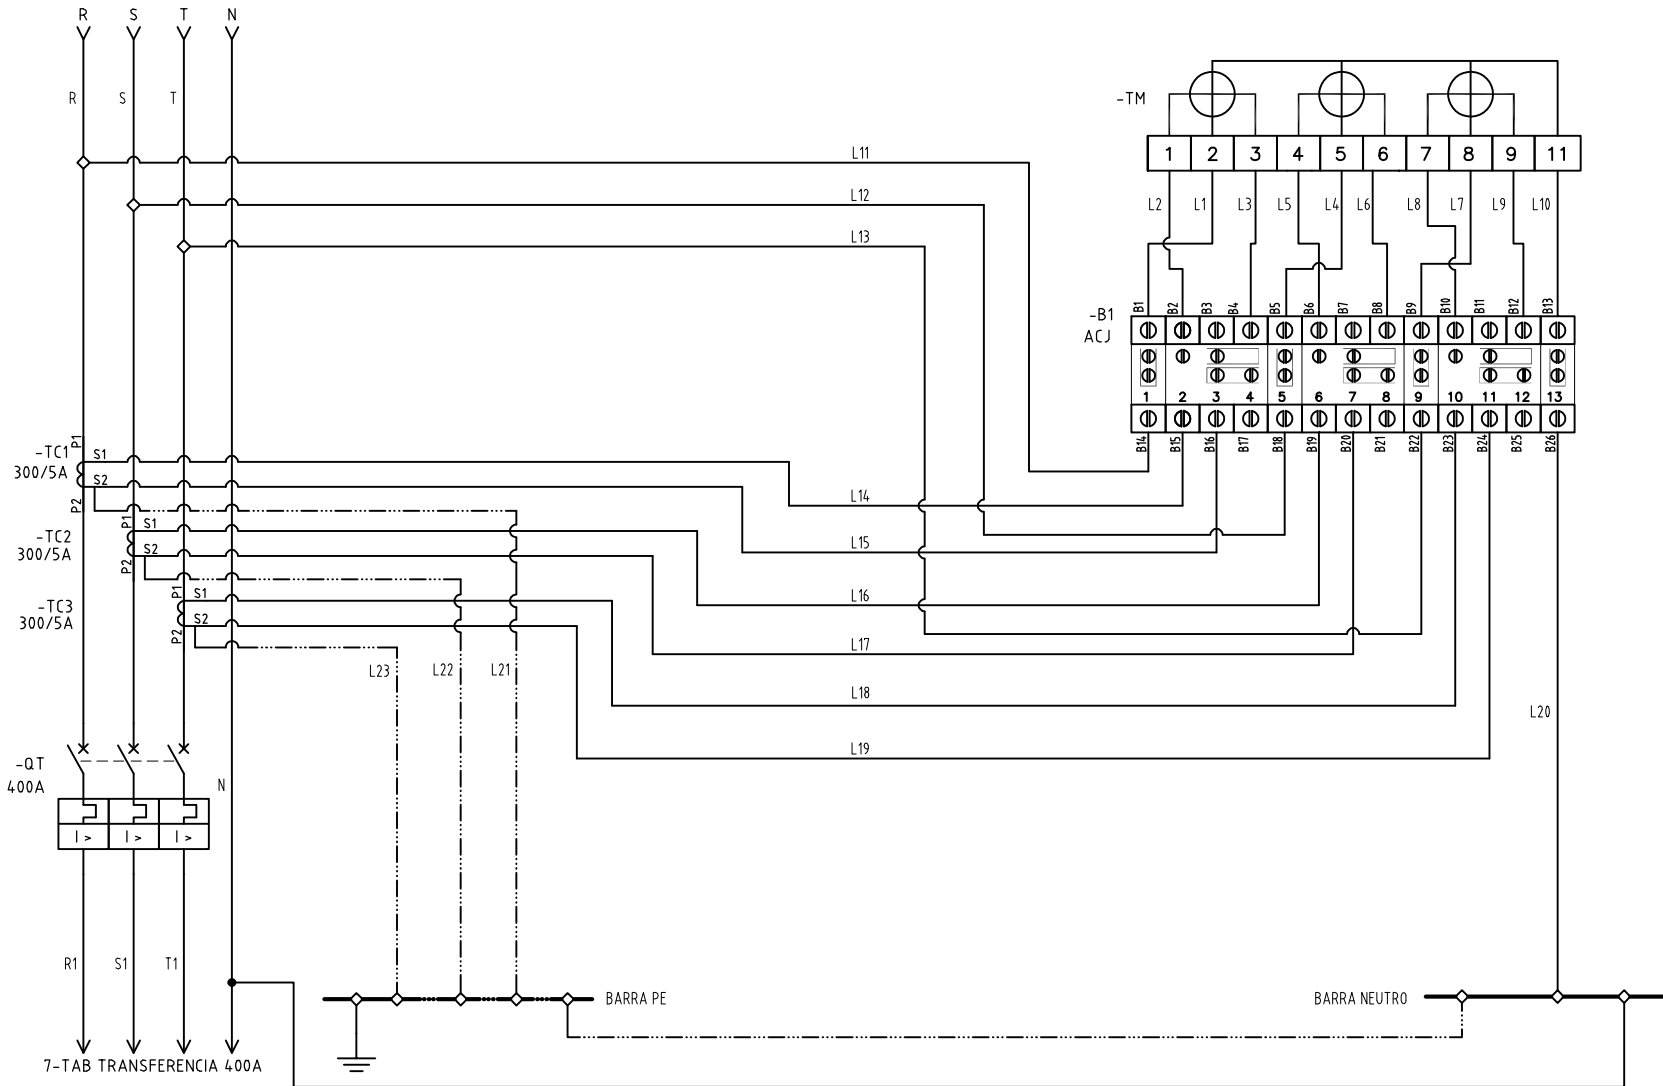 R S T N
R S T
-TM
1 2 3 4 5 6 7 8 9 11
L11
L12
L13
L2 L1 L3 L5 L4 L6 L8 L7 L9 L10
B1 B2 B3 B4 B5 B6 B7 B8 B9 B10 B11 B12 B13
-B1
ACJ
1 2 3 4 5 6 7 8 9 10 11 12 13
B14 B15 B16 B17 B18 B19 B20 B21 B22 B23 B24 B25 B26
P1
-TC1
300/5A
S1
S2
P2
L14
P1
-TC2
300/5A
S1
S2
P2
L15
P1
-TC3
300/5A
S1
S2
P2
L16
L17
L23 L22 L21
L18
L20
L19
-QT
400A
N
I > I > I >
R1 S1 T1
BARRA PE
BARRA NEUTRO
7-TAB TRANSFERENCIA 400A